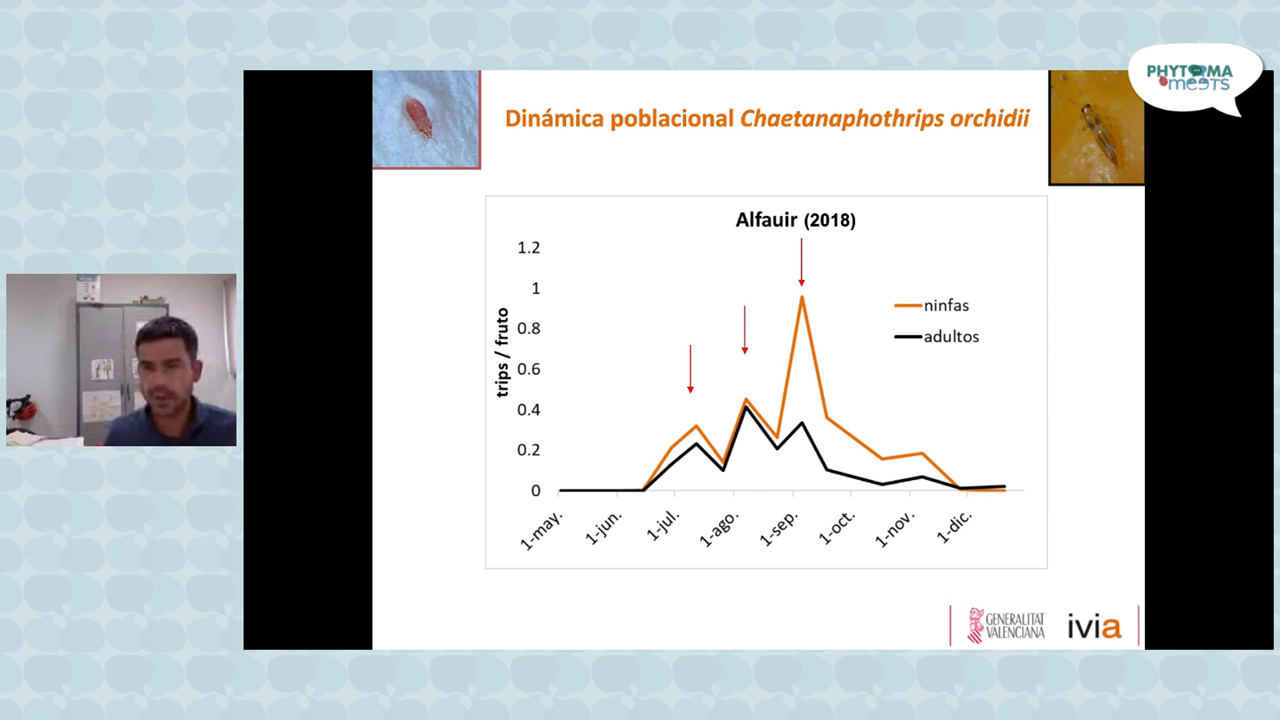 PHYTOMA
meets
Dinámica poblacional Chaetanaphothrips orchidii
Alfauir (2018)
trips / fruto
1.2
1
0.8
0.6
0.4
0.2
0
ninfas
adultos
1-may.
1-jun.
1-jul.
1-ago.
1-sep.
1-oct.
1-nov.
1-dic.
GENERALITAT
VALENCIANA
ivia